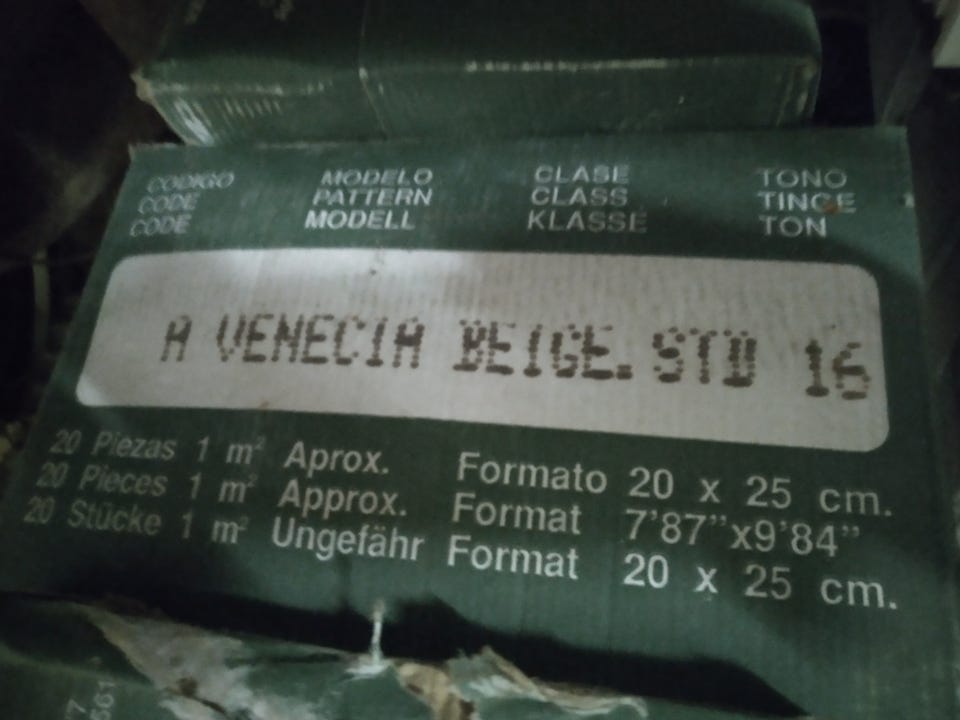 CODIGO MODELO CLASE TONO
CODE PATTERN CLASS TINGE
CODE MODELL KLASSE TON
A VENECIA BEIGE. STD 16
20 Piezas 1 m² Aprox. Formato 20 x 25 cm.
20 Pieces 1 m² Approx. Format 7'87"x9'84"
20 Stücke 1 m² Ungefähr Format 20 x 25 cm.